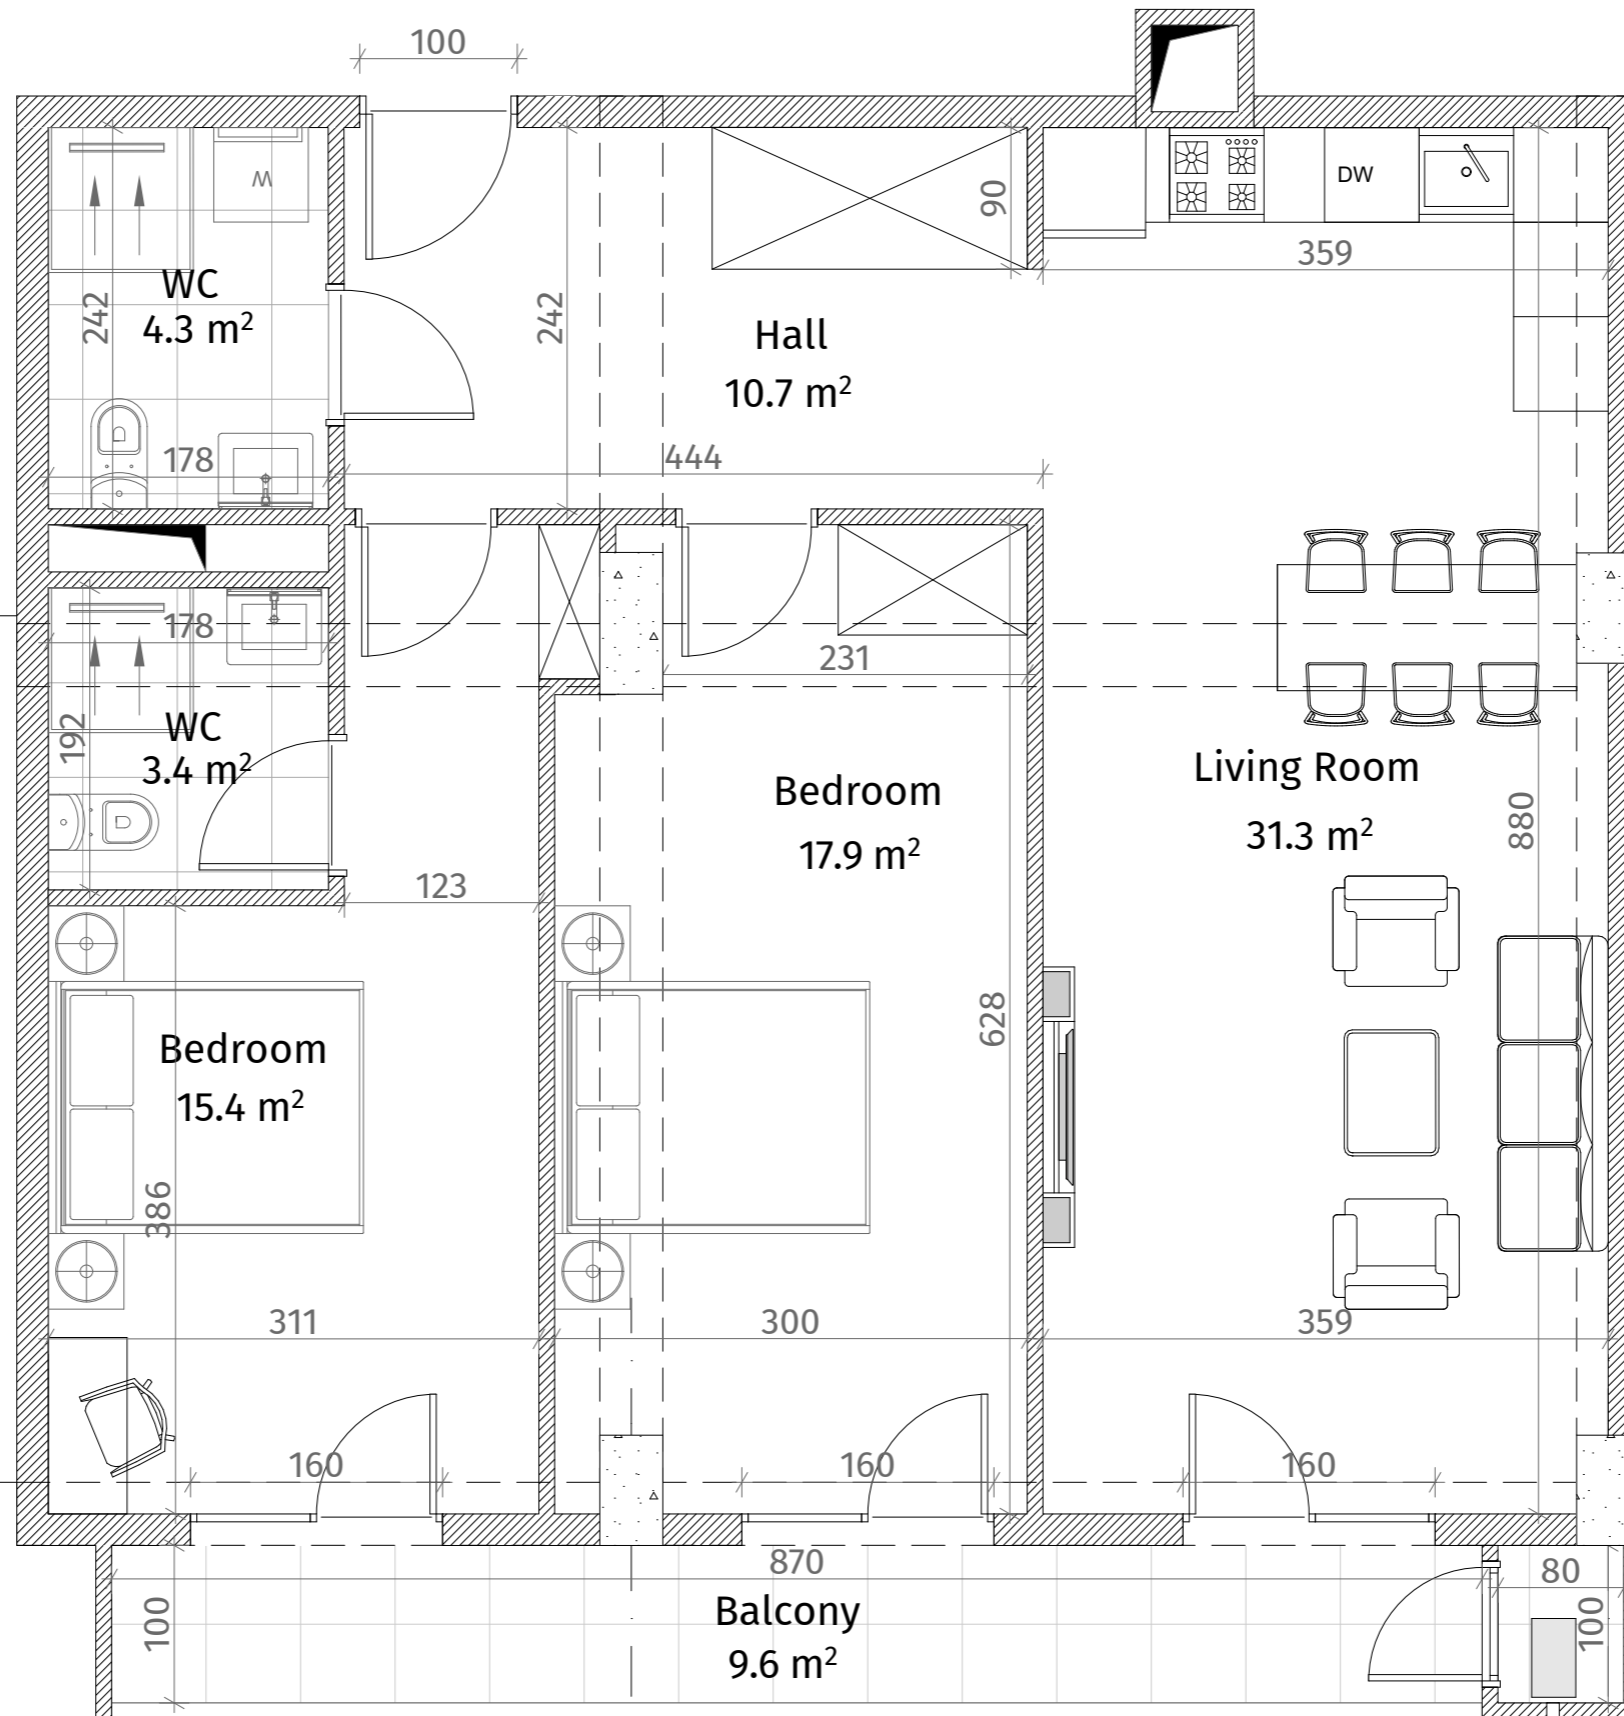 100
W
DW
90
359
WC
4.3 m²
242
242
Hall
10.7 m²
178
444
178
231
WC
3.4 m²
192
Bedroom
17.9 m²
Living Room
31.3 m²
880
123
628
Bedroom
15.4 m²
386
311
300
359
160
160
160
870
80
Balcony
9.6 m²
100
100